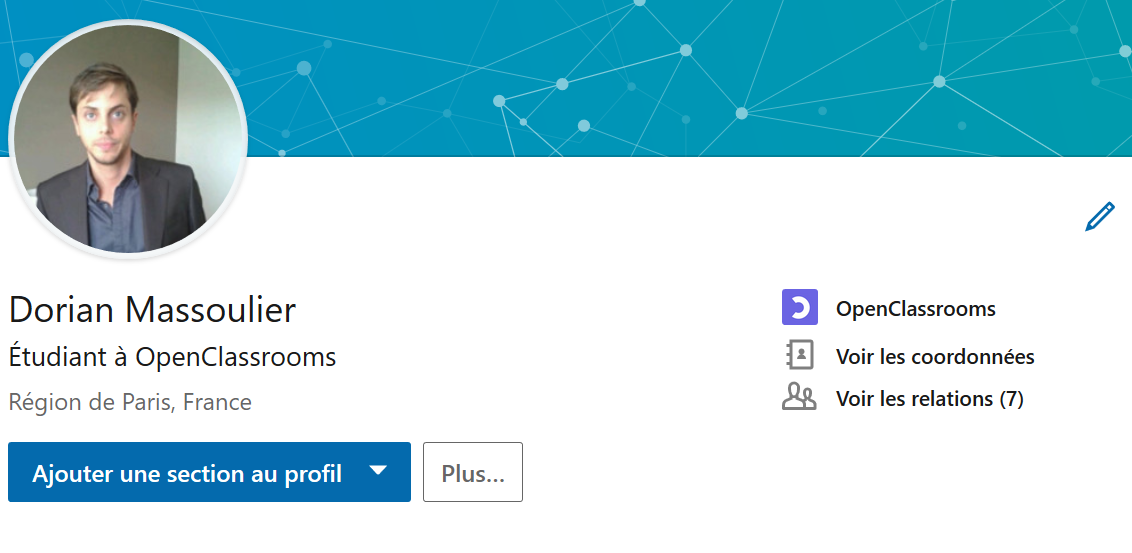 Dorian Massoulier
Étudiant à OpenClassrooms
Région de Paris, France
Ajouter une section au profil
Plus...
OpenClassrooms
Voir les coordonnées
Voir les relations (7)